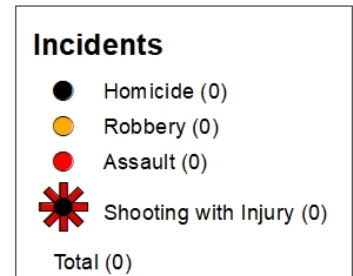 Incidents
Homicide (0)
Robbery (0)
Assault (0)
Shooting with Injury (0)
Total (0)